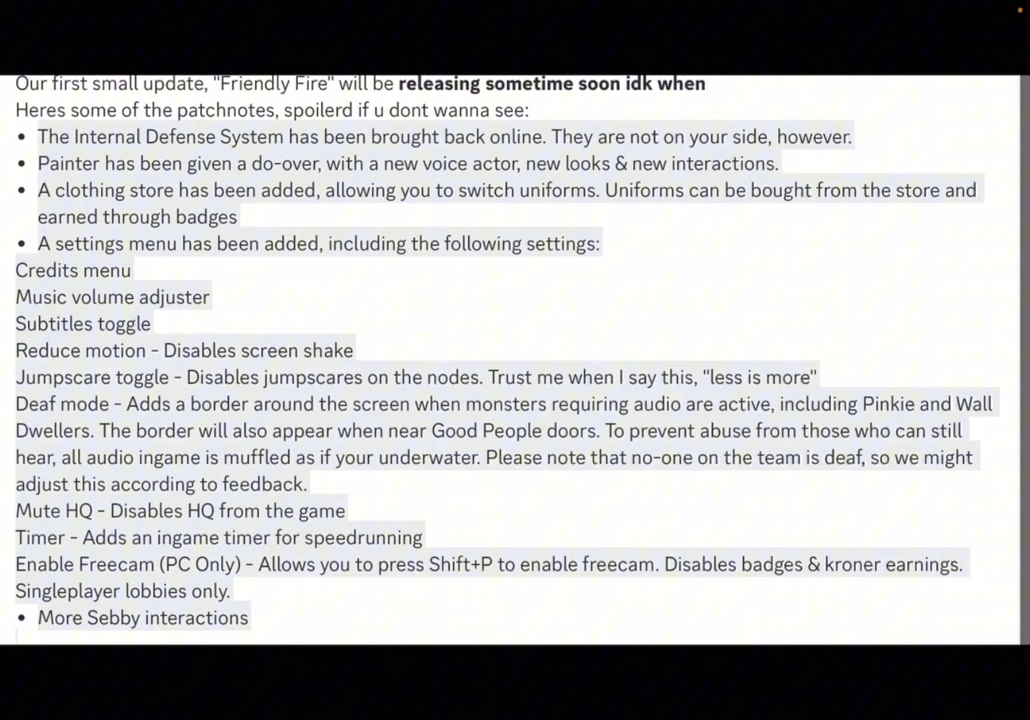 Our first small update, "Friendly Fire" will be releasing sometime soon idk when
Heres some of the patchnotes, spoilerd if u dont wanna see:
• The Internal Defense System has been brought back online. They are not on your side, however.
• Painter has been given a do-over, with a new voice actor, new looks & new interactions.
• A clothing store has been added, allowing you to switch uniforms. Uniforms can be bought from the store and
earned through badges
• A settings menu has been added, including the following settings:
Credits menu
Music volume adjuster
Subtitles toggle
Reduce motion - Disables screen shake
Jumpscare toggle - Disables jumpscares on the nodes. Trust me when I say this, "less is more"
Deaf mode - Adds a border around the screen when monsters requiring audio are active, including Pinkie and Wall
Dwellers. The border will also appear when near Good People doors. To prevent abuse from those who can still
hear, all audio ingame is muffled as if your underwater. Please note that no-one on the team is deaf, so we might
adjust this according to feedback.
Mute HQ - Disables HQ from the game
Timer - Adds an ingame timer for speedrunning
Enable Freecam (PC Only) - Allows you to press Shift+P to enable freecam. Disables badges & kroner earnings.
Singleplayer lobbies only.
• More Sebby interactions